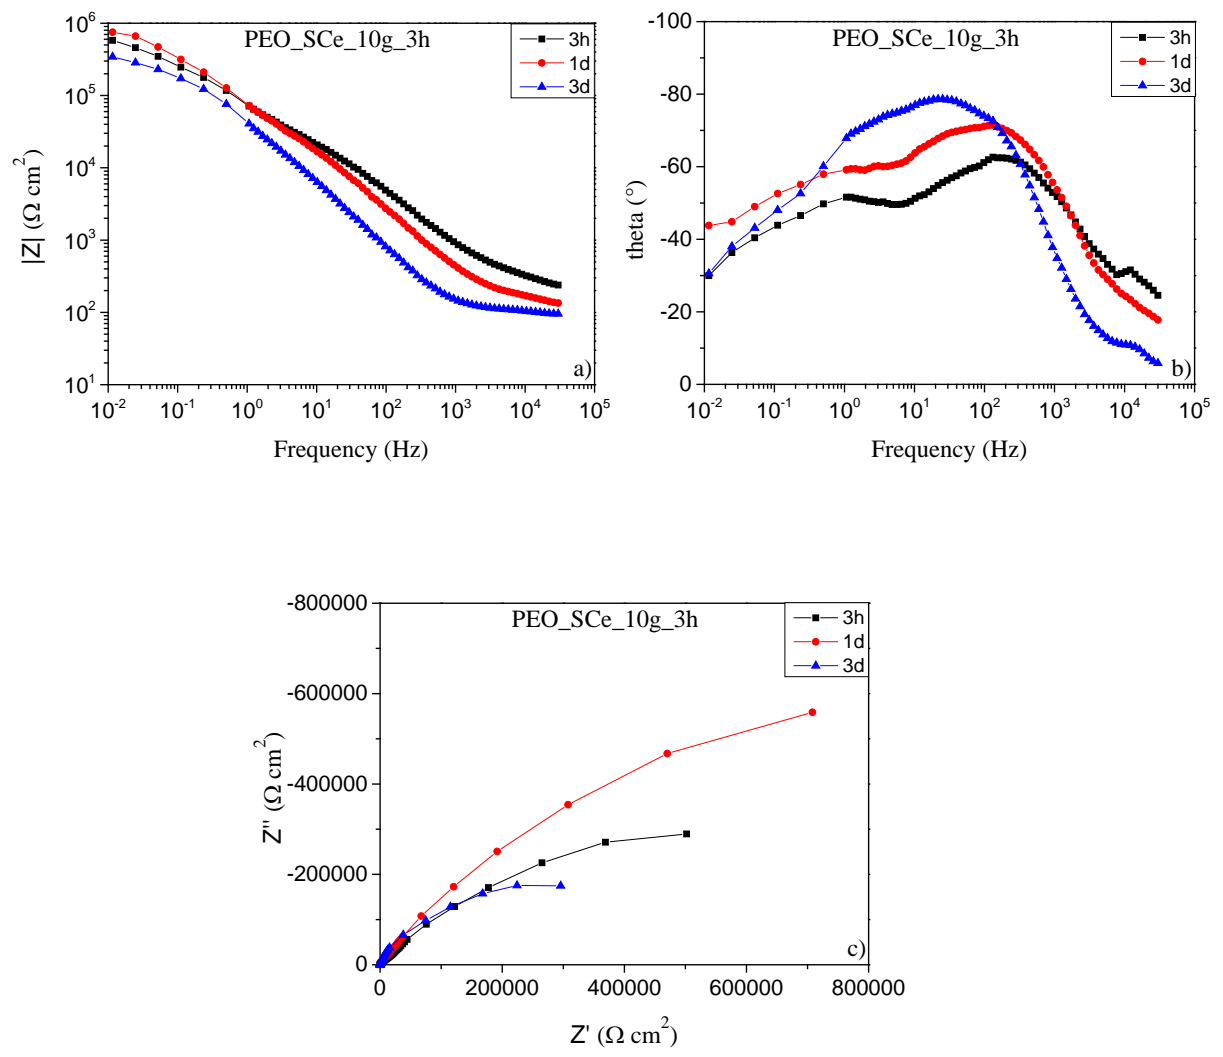 PEO_SCe_10g_3h
3h
1d
3d
10^6
10^5
10^4
10^3
10^2
10^1
|Z| (Ω cm^2)
a)
10^-2 10^-1 10^0 10^1 10^2 10^3 10^4 10^5
Frequency (Hz)
PEO_SCe_10g_3h
3h
1d
3d
-100
-80
-60
-40
-20
0
theta (°)
b)
10^-2 10^-1 10^0 10^1 10^2 10^3 10^4 10^5
Frequency (Hz)
PEO_SCe_10g_3h
3h
1d
3d
-800000
-600000
-400000
-200000
0
Z'' (Ω cm^2)
c)
0 200000 400000 600000 800000
Z' (Ω cm^2)